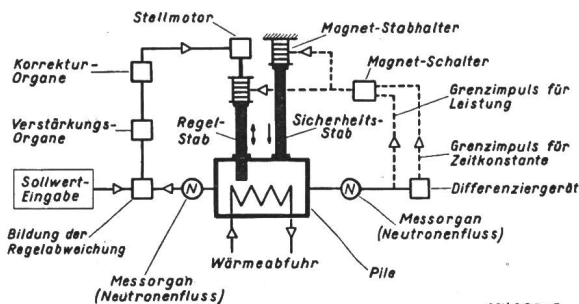 Stellmotor
Magnet-Stabhalter
Korrektur-
Organe
Magnet-Schalter
Grenzimpuls für
Leistung
Verstärkungs-
Organe
Regel-
Stab
Sicherheits-
Stab
Grenzimpuls für
Zeitkonstante
Sollwert-
Eingabe
N
N
Differenziergerät
Bildung der
Regelabweichung
Messorgan
(Neutronenfluss)
Wärmeabfuhr
Pile
Messorgan
(Neutronenfluss)